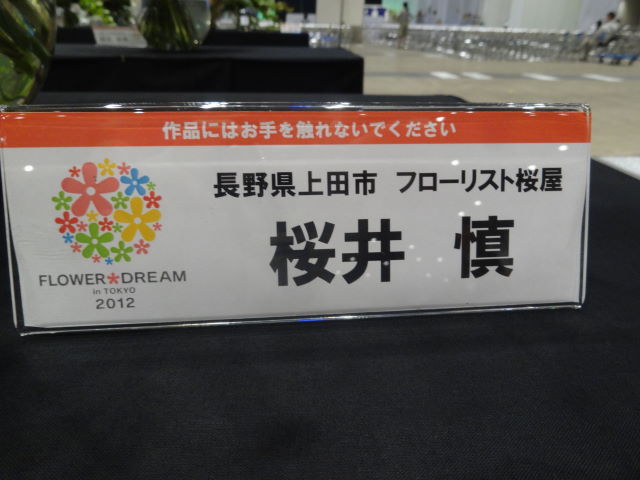 作品にはお手を触れないでください
長野県上田市 フローリスト桜屋
桜井 慎
FLOWER DREAM
in TOKYO
2012